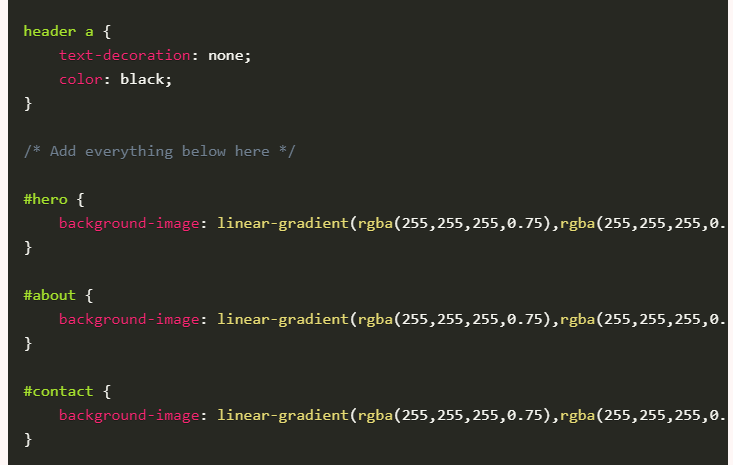 header a {
text-decoration: none;
color: black;
}
/* Add everything below here */
#hero {
background-image: linear-gradient(rgba(255,255,255,0.75),rgba(255,255,255,0.
}
#about {
background-image: linear-gradient(rgba(255,255,255,0.75),rgba(255,255,255,0.
}
#contact {
background-image: linear-gradient(rgba(255,255,255,0.75),rgba(255,255,255,0.
}